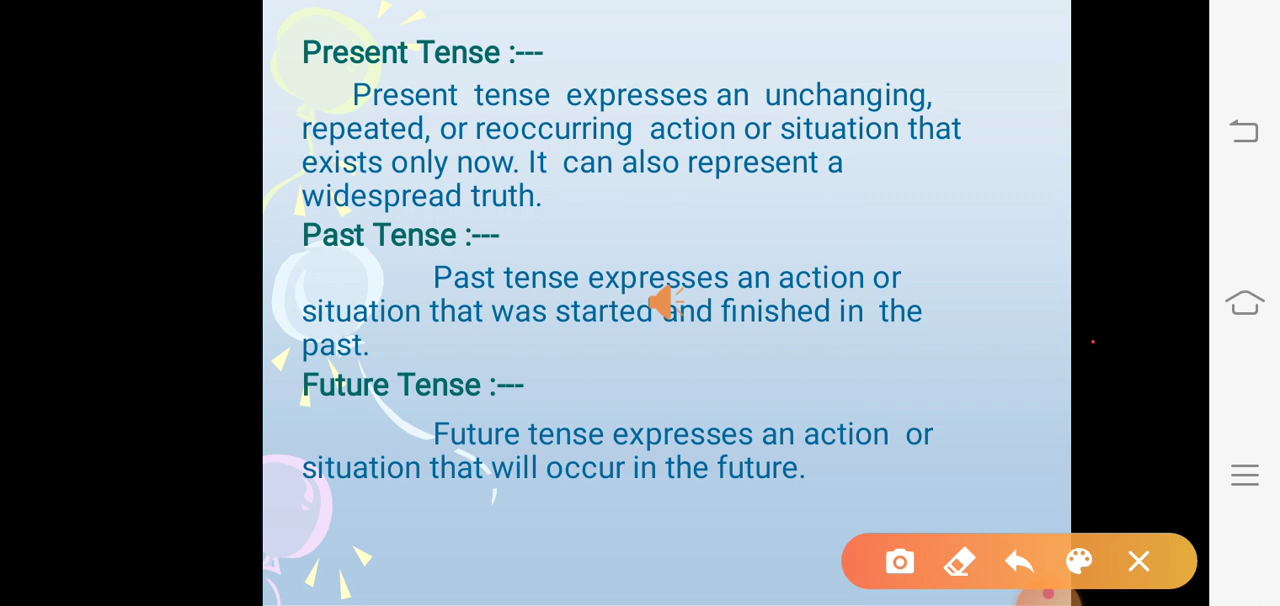 Present Tense :---
Present tense expresses an unchanging,
repeated, or reoccurring action or situation that
exists only now. It can also represent a
widespread truth.
Past Tense :---
Past tense expresses an action or
situation that was started and finished in the
past.
Future Tense :---
Future tense expresses an action or
situation that will occur in the future.